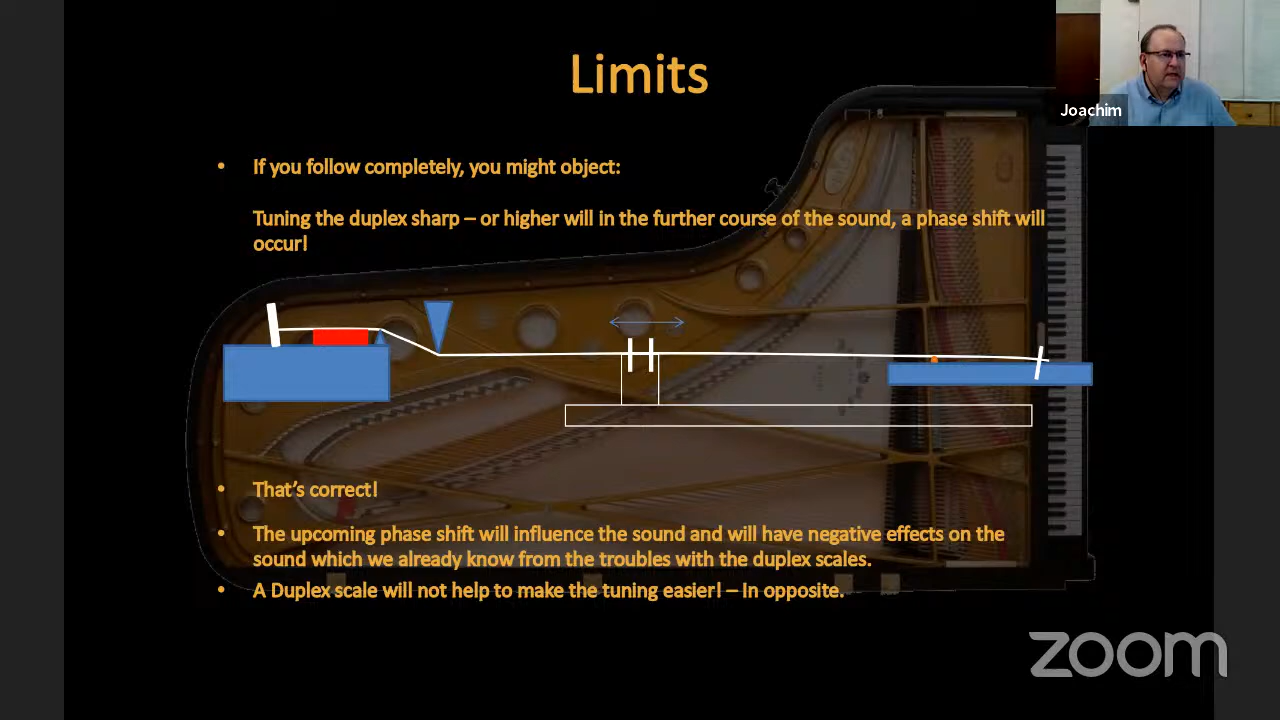 Limits
Joachim
If you follow completely, you might object:
Tuning the duplex sharp – or higher will in the further course of the sound, a phase shift will
occur!
That's correct!
The upcoming phase shift will influence the sound and will have negative effects on the
sound which we already know from the troubles with the duplex scales.
A Duplex scale will not help to make the tuning easier! – In opposite.
zoom